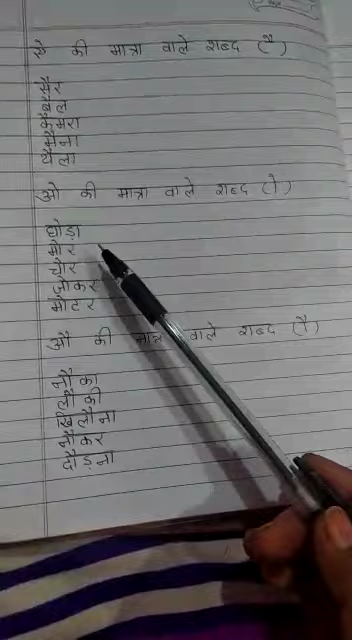 ऐ की मात्रा वाले शब्द (ै)
पैर
बैल
कैमरा
मैना
थैला
ओ की मात्रा वाले शब्द (ो)
घोड़ा
मोर
चोर
जोकर
मोटर
औ की मात्रा वाले शब्द (ौ)
नौका
लौकी
खिलौना
नौकर
दौड़ना